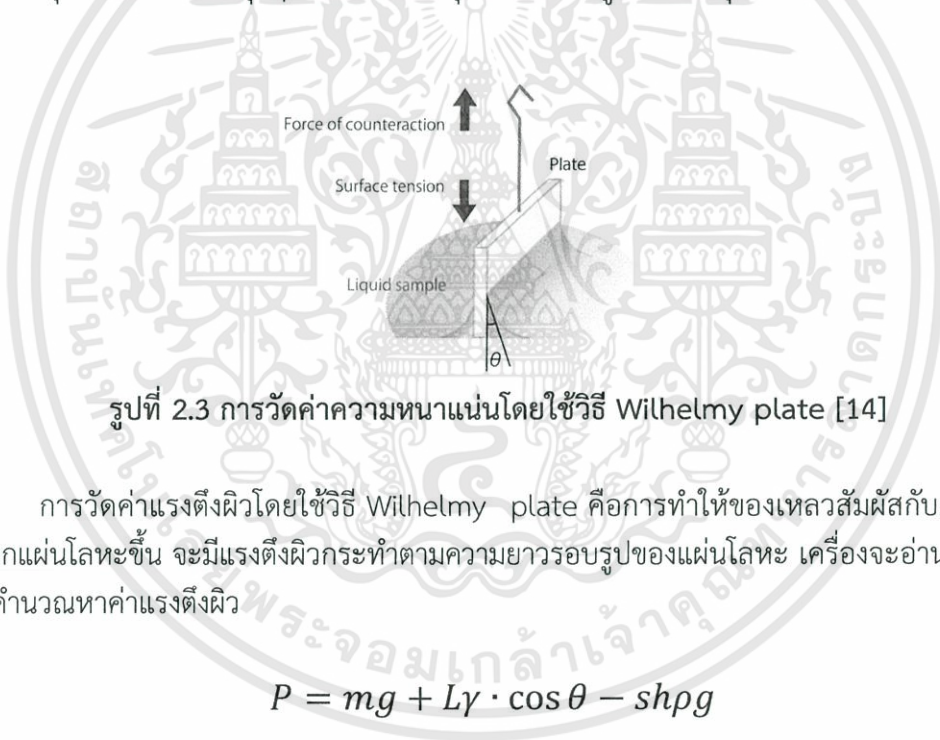 Force of counteraction
Plate
Surface tension
Liquid sample
θ
รูปที่ 2.3 การวัดค่าความหนาแน่นโดยใช้วิธี Wilhelmy plate [14]
การวัดค่าแรงตึงผิวโดยใช้วิธี Wilhelmy plate คือการทำให้ของเหลวสัมผัสกับ
กแผ่นโลหะขึ้น จะมีแรงตึงผิวกระทำตามความยาวรอบรูปของแผ่นโลหะ เครื่องจะอ่าน
คำนวณหาค่าแรงตึงผิว
P = mg + Lγ · cos θ − shρg